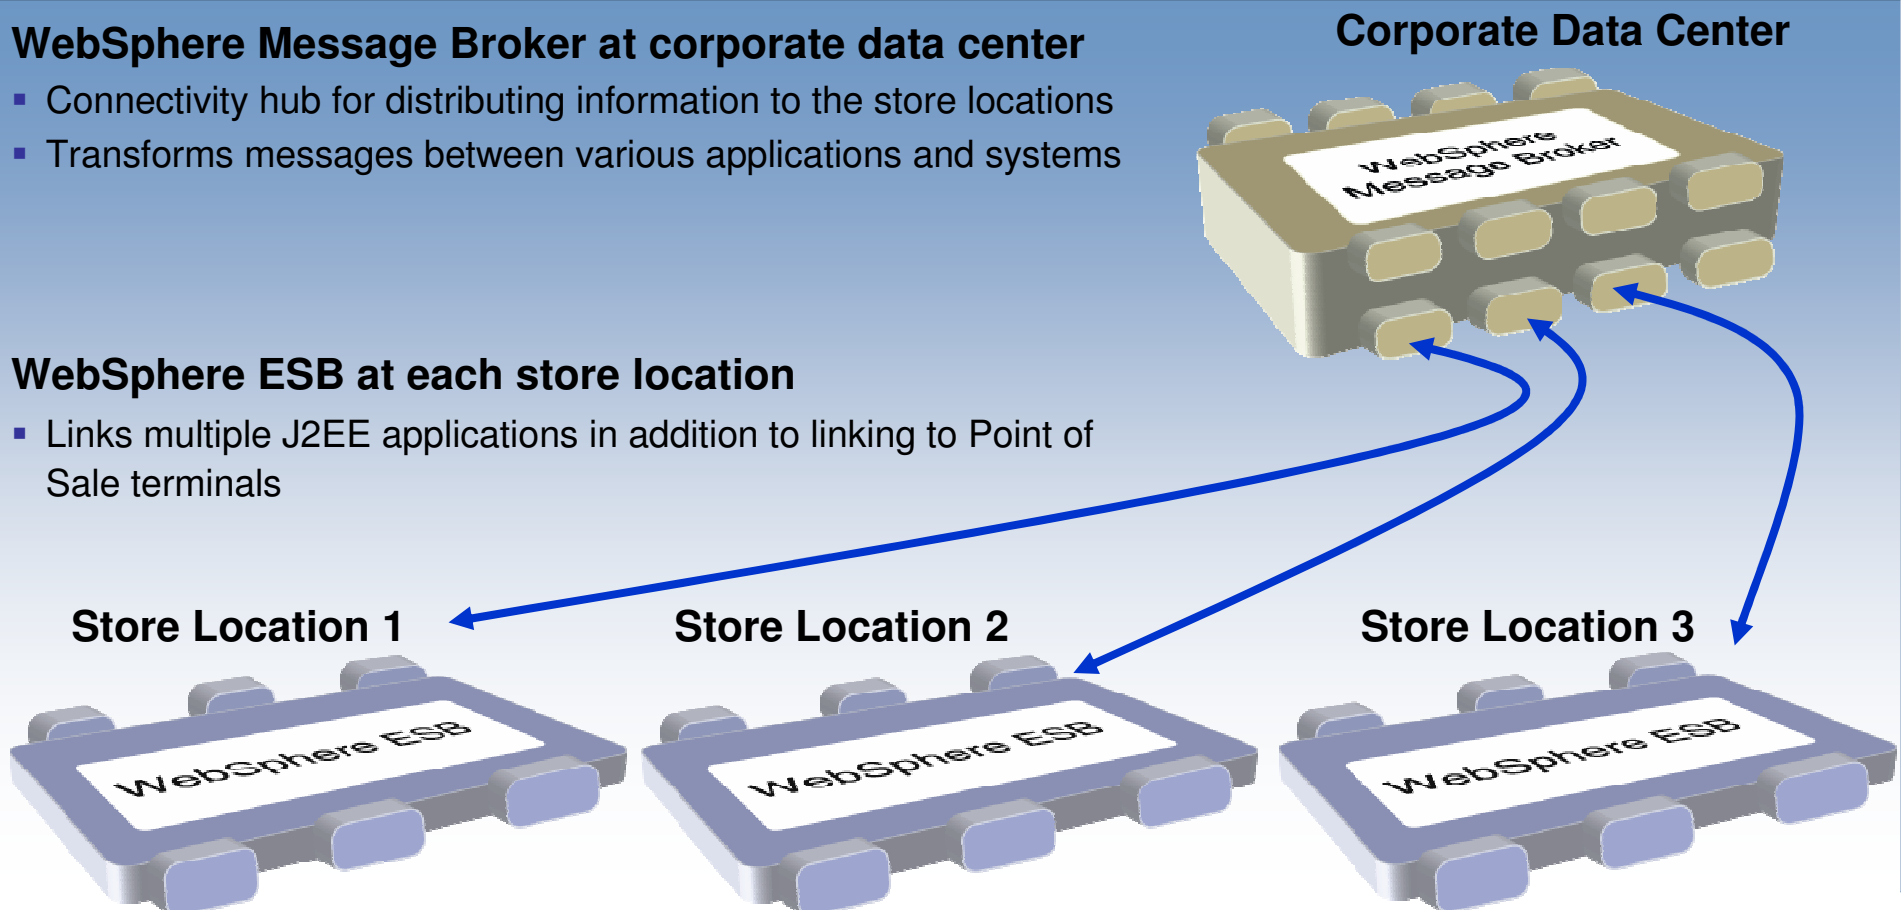 WebSphere Message Broker at corporate data center
▪ Connectivity hub for distributing information to the store locations
▪ Transforms messages between various applications and systems
Corporate Data Center
WebSphere
Message Broker
WebSphere ESB at each store location
▪ Links multiple J2EE applications in addition to linking to Point of
Sale terminals
Store Location 1
Store Location 2
Store Location 3
WebSphere ESB
WebSphere ESB
WebSphere ESB